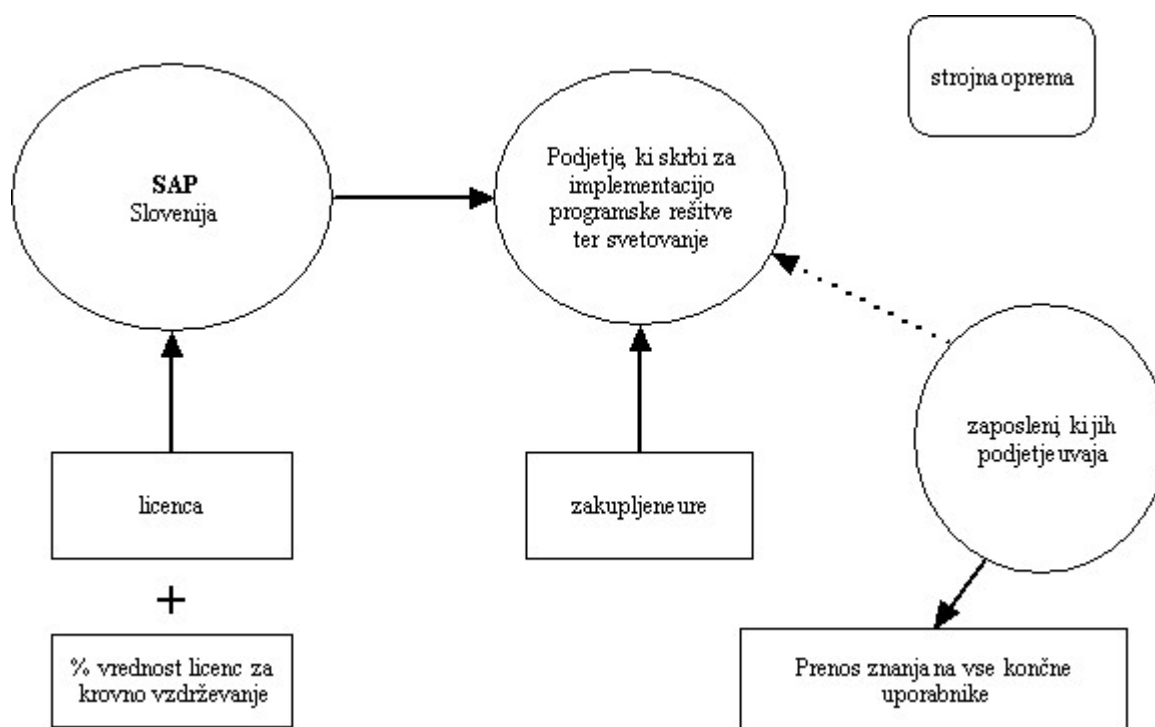 strojna oprema
SAP
Slovenija
Podjetje, ki skrbi za
implementacijo
programske rešitve
ter svetovanje
zaposleni, ki jih
podjetje uvaja
licenca
zakupljene ure
+
% vrednost licenc za
krovno vzdrževanje
Prenos znanja na vse končne
uporabnike